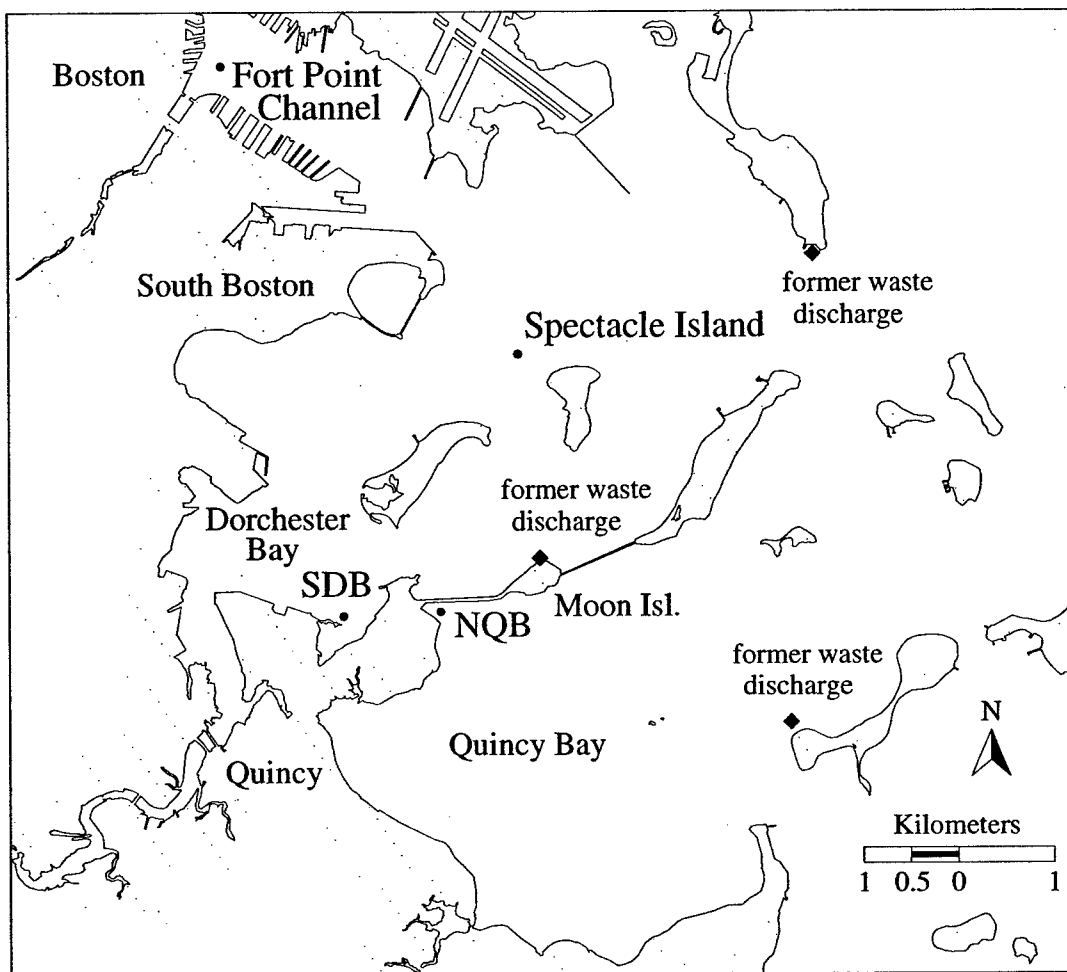 Boston
Fort Point
Channel
South Boston
former waste
discharge
Spectacle Island
former waste
discharge
Dorchester
Bay
SDB
NQB
Moon Isl.
former waste
discharge
Quincy Bay
Quincy
N
Kilometers
1 0.5 0 1